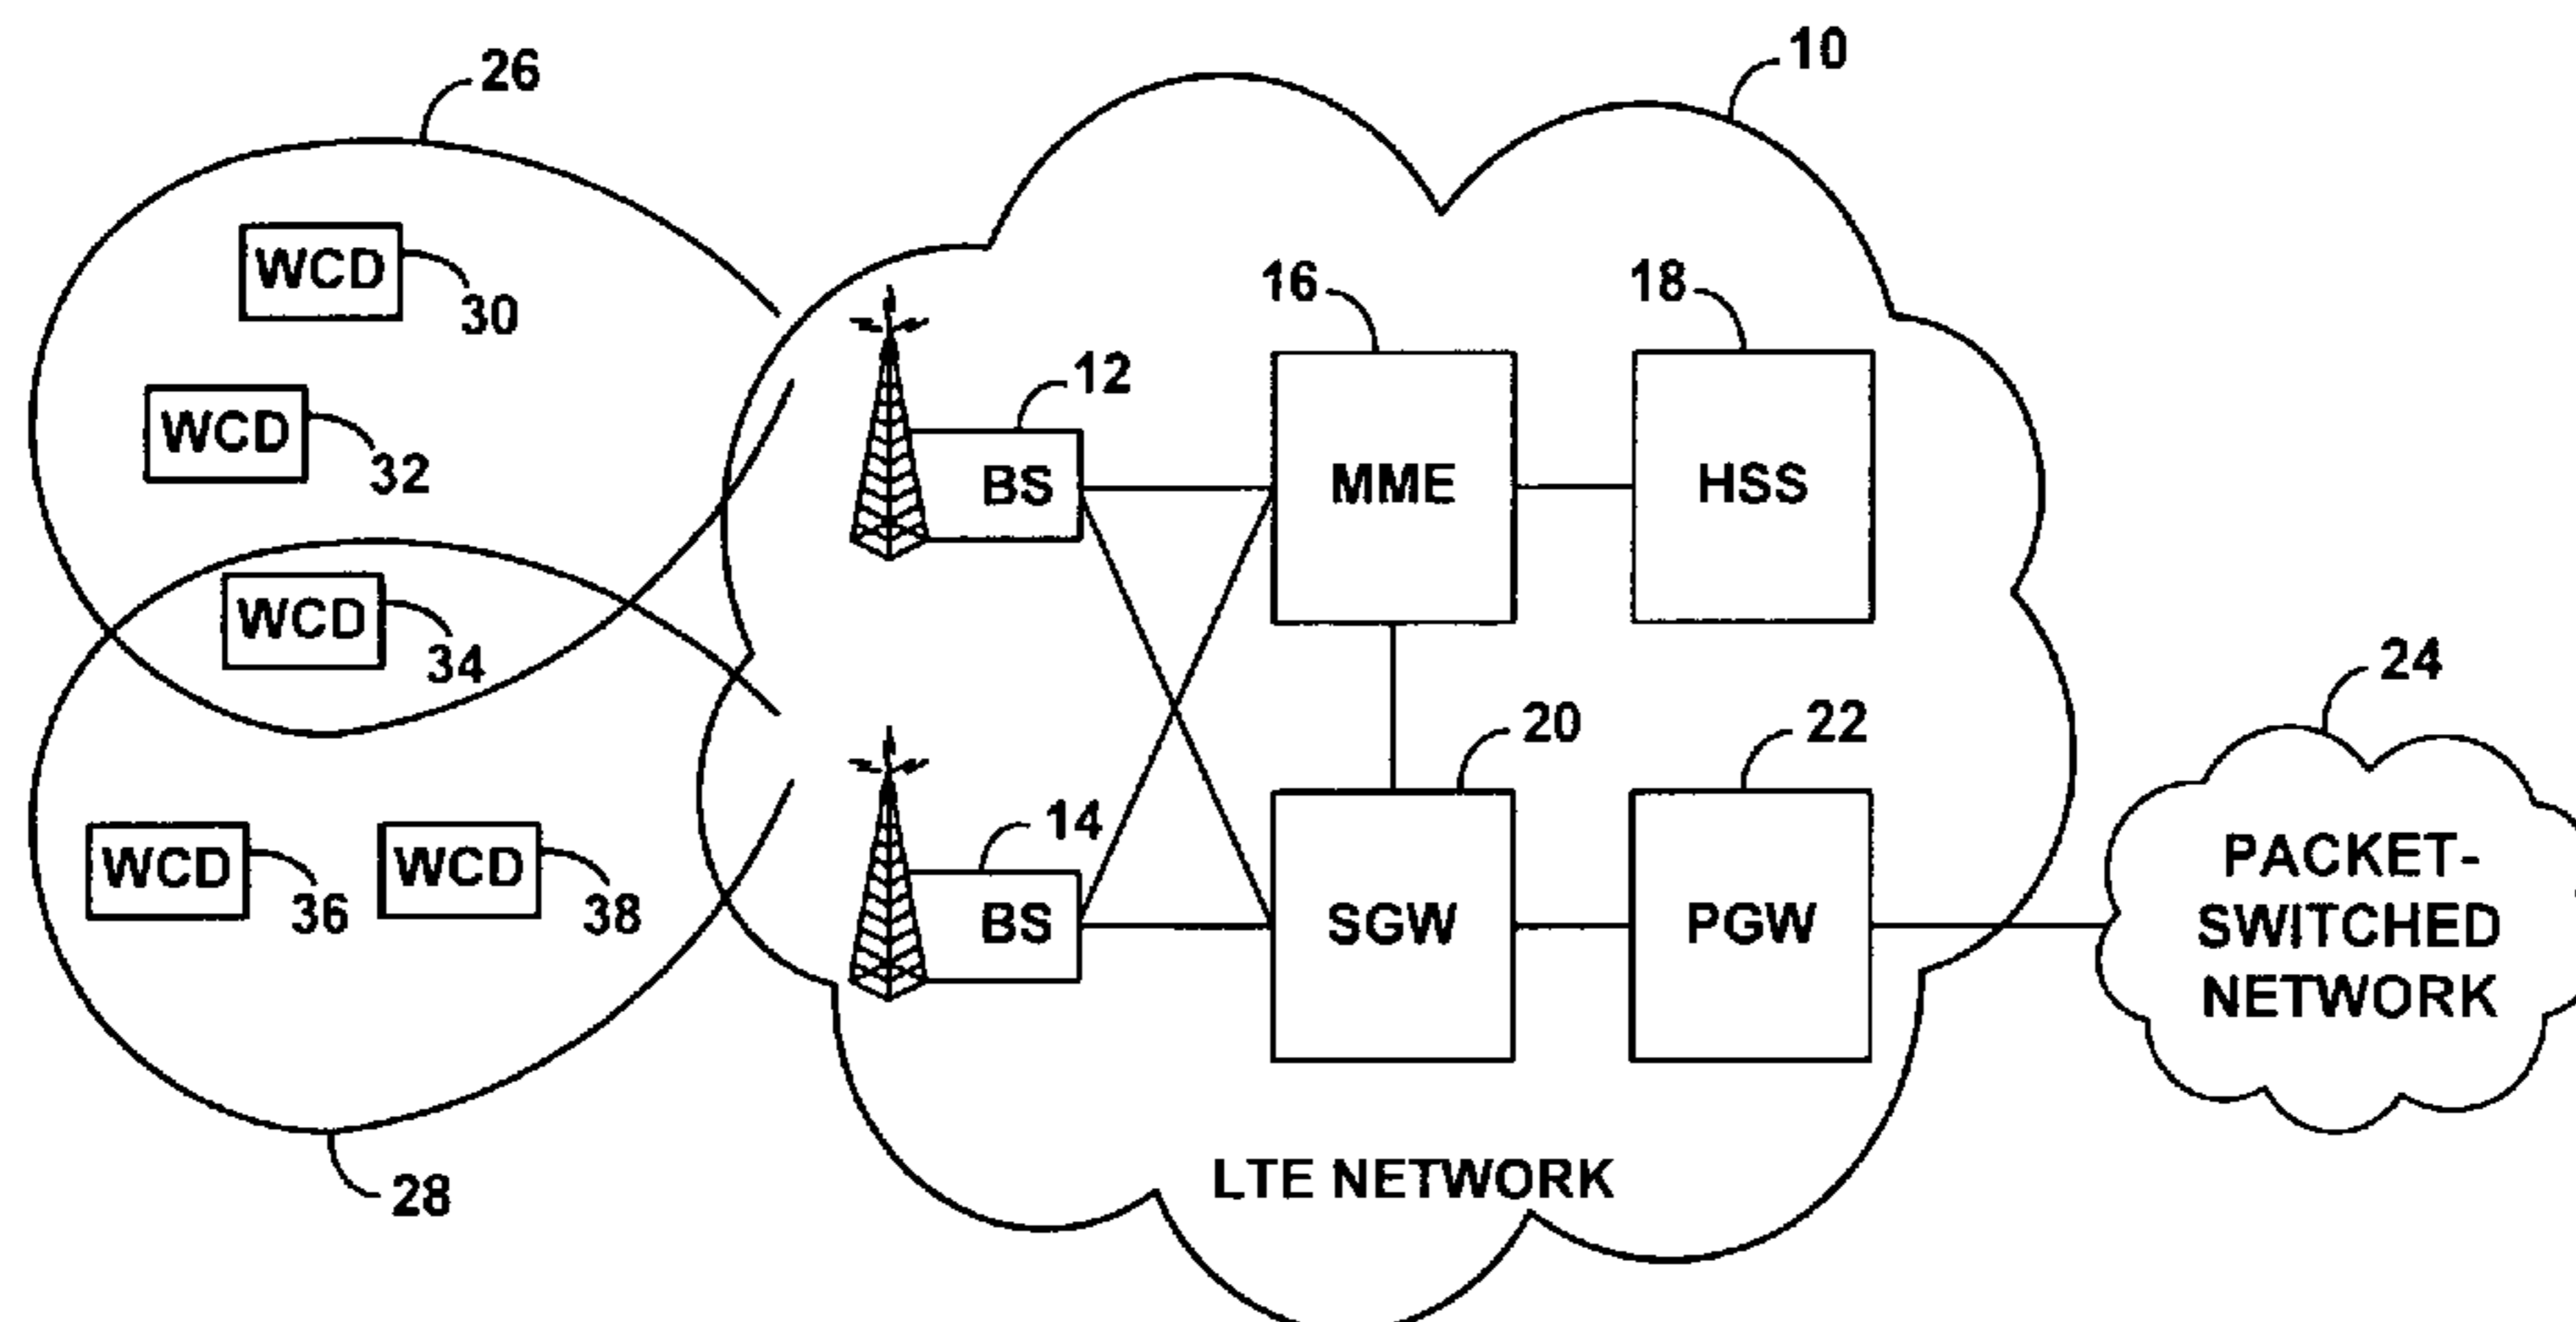 26
10
WCD
30
16
18
12
WCD
32
BS
MME
HSS
WCD
34
24
20
22
14
WCD
36
WCD
38
BS
SGW
PGW
PACKET-
SWITCHED
NETWORK
LTE NETWORK
28